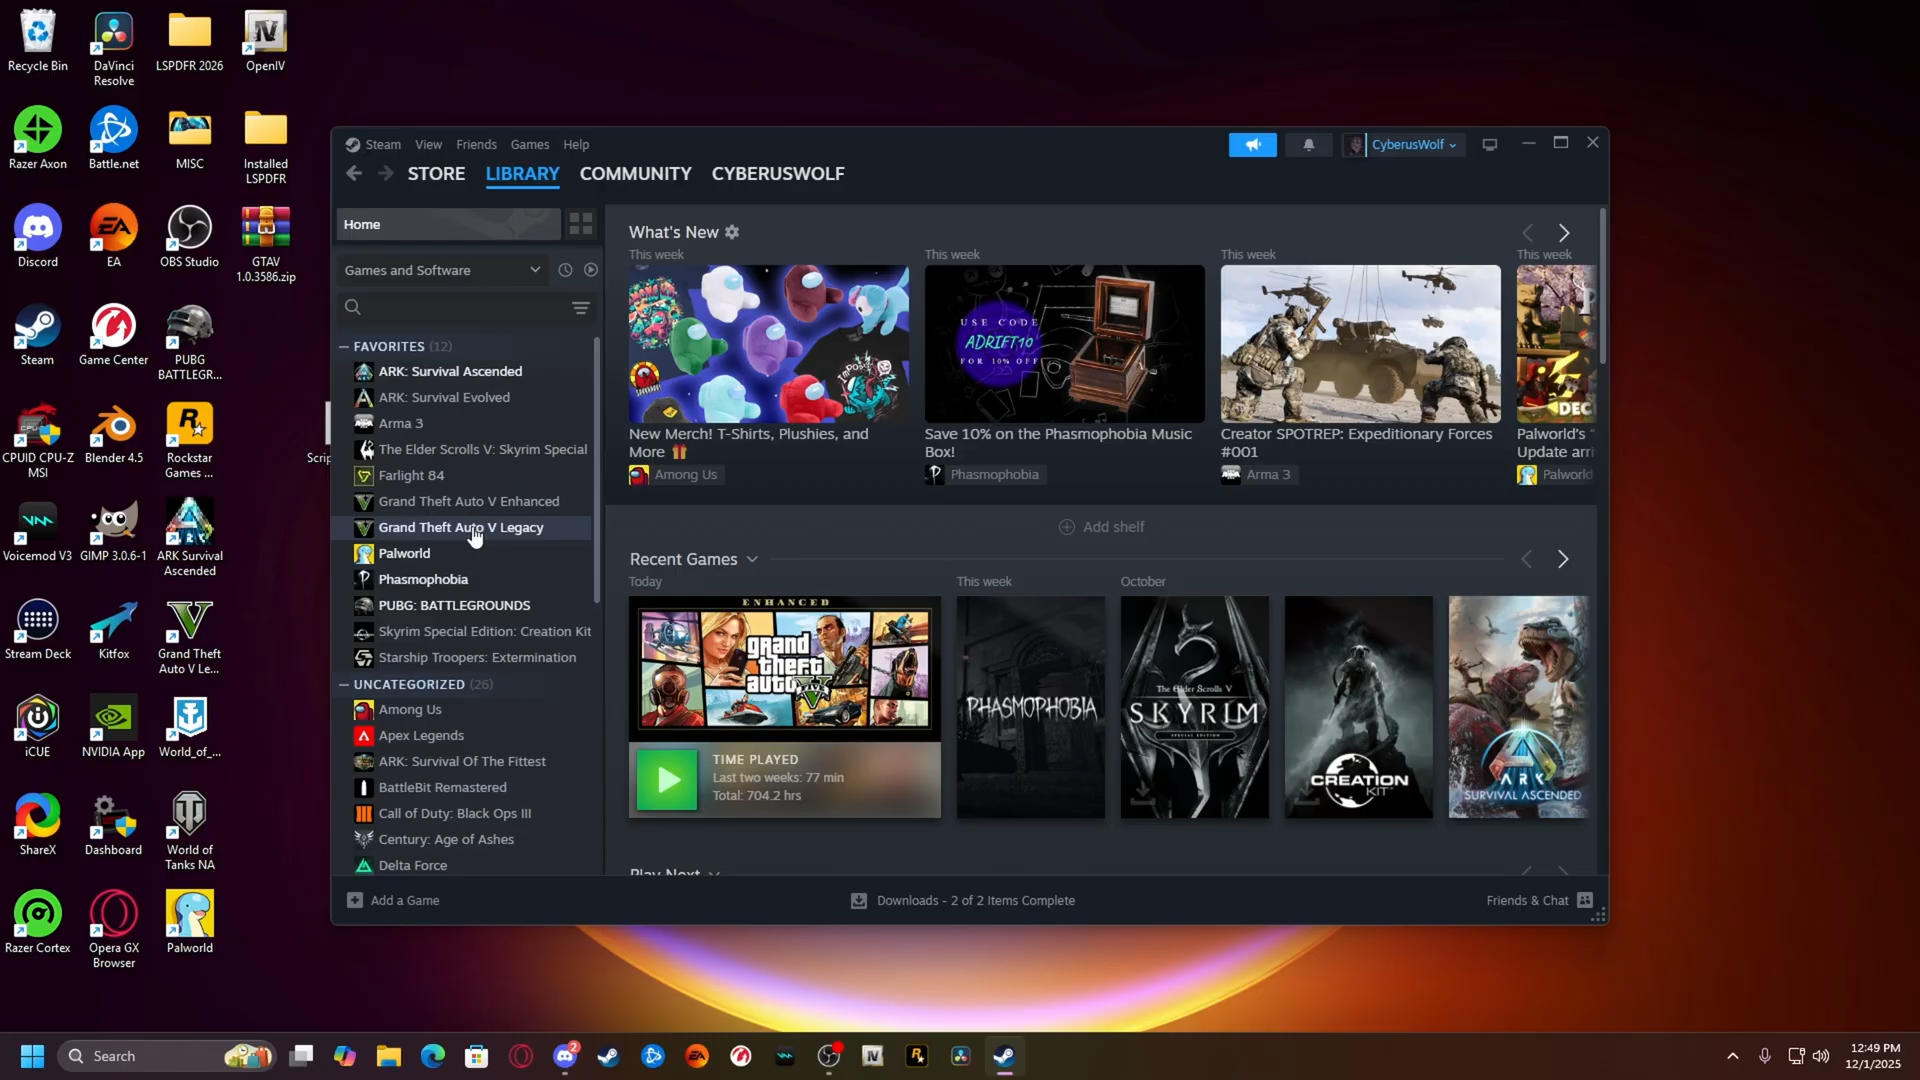 Recycle Bin
DaVinci
Resolve
LSPDFR 2026
OpenIV
Razer Axon
Battle.net
MISC
Installed
LSPDFR
Discord
EA
OBS Studio
GTAV
1.0.3586.zip
Steam
Game Center
PUBG
BATTLEGR...
CPUID CPU-Z
MSI
Blender 4.5
Rockstar
Games ...
Scrip
Voicemod V3
GIMP 3.0.6-1
ARK Survival
Ascended
Stream Deck
Kitfox
Grand Theft
Auto V Le...
iCUE
NVIDIA App
World_of_...
ShareX
Dashboard
World of
Tanks NA
Razer Cortex
Opera GX
Browser
Palworld
Steam View Friends Games Help
CyberusWolf
STORE LIBRARY COMMUNITY CYBERUSWOLF
Home
Games and Software
FAVORITES (12)
ARK: Survival Ascended
ARK: Survival Evolved
Arma 3
The Elder Scrolls V: Skyrim Special
Farlight 84
Grand Theft Auto V Enhanced
Grand Theft Auto V Legacy
Palworld
Phasmophobia
PUBG: BATTLEGROUNDS
Skyrim Special Edition: Creation Kit
Starship Troopers: Extermination
UNCATEGORIZED (26)
Among Us
Apex Legends
ARK: Survival Of The Fittest
BattleBit Remastered
Call of Duty: Black Ops III
Century: Age of Ashes
Delta Force
What's New
This week
This week
This week
This week
USE CODE
ADRIFT10
FOR 10% OFF
DEC
New Merch! T-Shirts, Plushies, and
More
Among Us
Save 10% on the Phasmophobia Music
Box!
Phasmophobia
Creator SPOTREP: Expeditionary Forces
#001
Arma 3
Palworld's
Update arri
Palworld
Add shelf
Recent Games
Today
This week
October
ENHANCED
grand
theft
auto
V
FIVE
TIME PLAYED
Last two weeks: 77 min
Total: 704.2 hrs
PHASMOPHOBIA
The Elder Scrolls V
SKYRIM
SPECIAL EDITION
CREATION
KIT
ARK
SURVIVAL ASCENDED
Play Next
Add a Game
Downloads - 2 of 2 Items Complete
Friends & Chat
Search
2
12:49 PM
12/1/2025